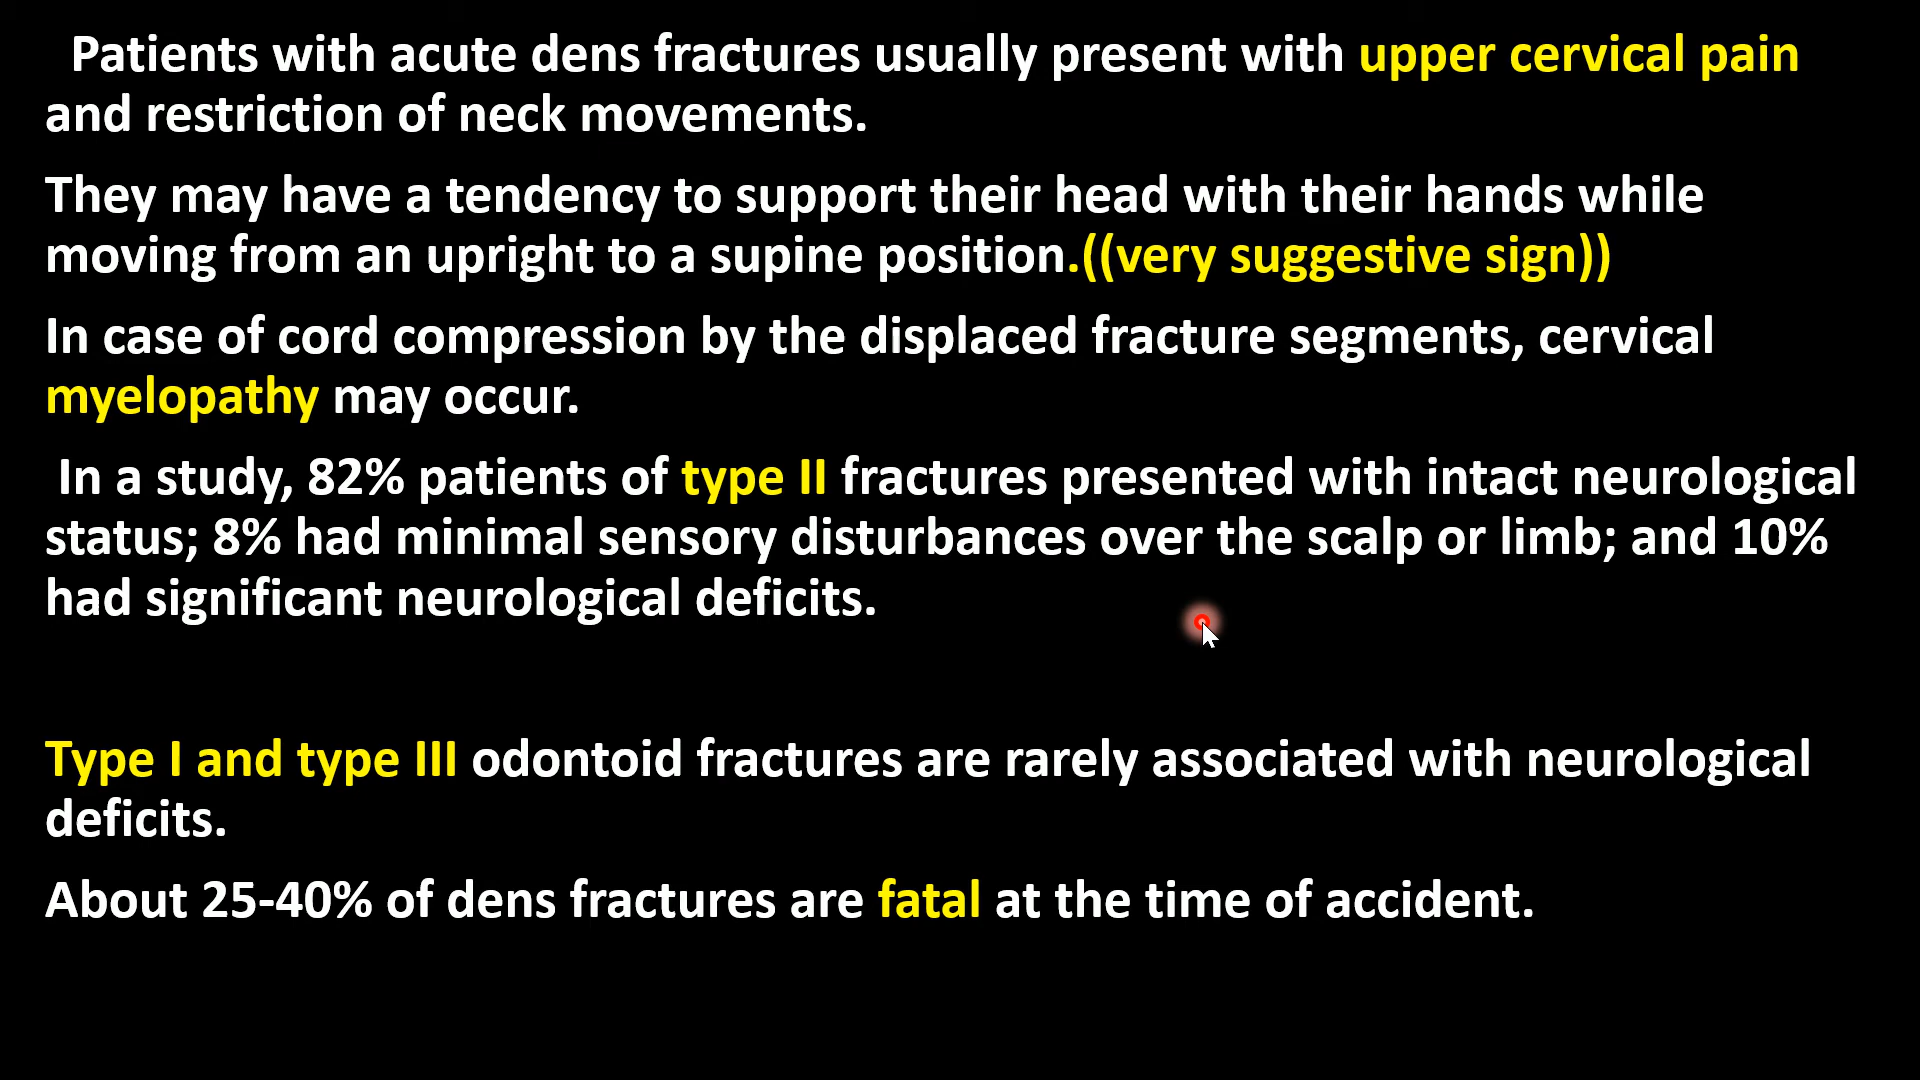 Patients with acute dens fractures usually present with upper cervical pain
and restriction of neck movements.
They may have a tendency to support their head with their hands while
moving from an upright to a supine position.((very suggestive sign))
In case of cord compression by the displaced fracture segments, cervical
myelopathy may occur.
In a study, 82% patients of type II fractures presented with intact neurological
status; 8% had minimal sensory disturbances over the scalp or limb; and 10%
had significant neurological deficits.
Type I and type III odontoid fractures are rarely associated with neurological
deficits.
About 25-40% of dens fractures are fatal at the time of accident.